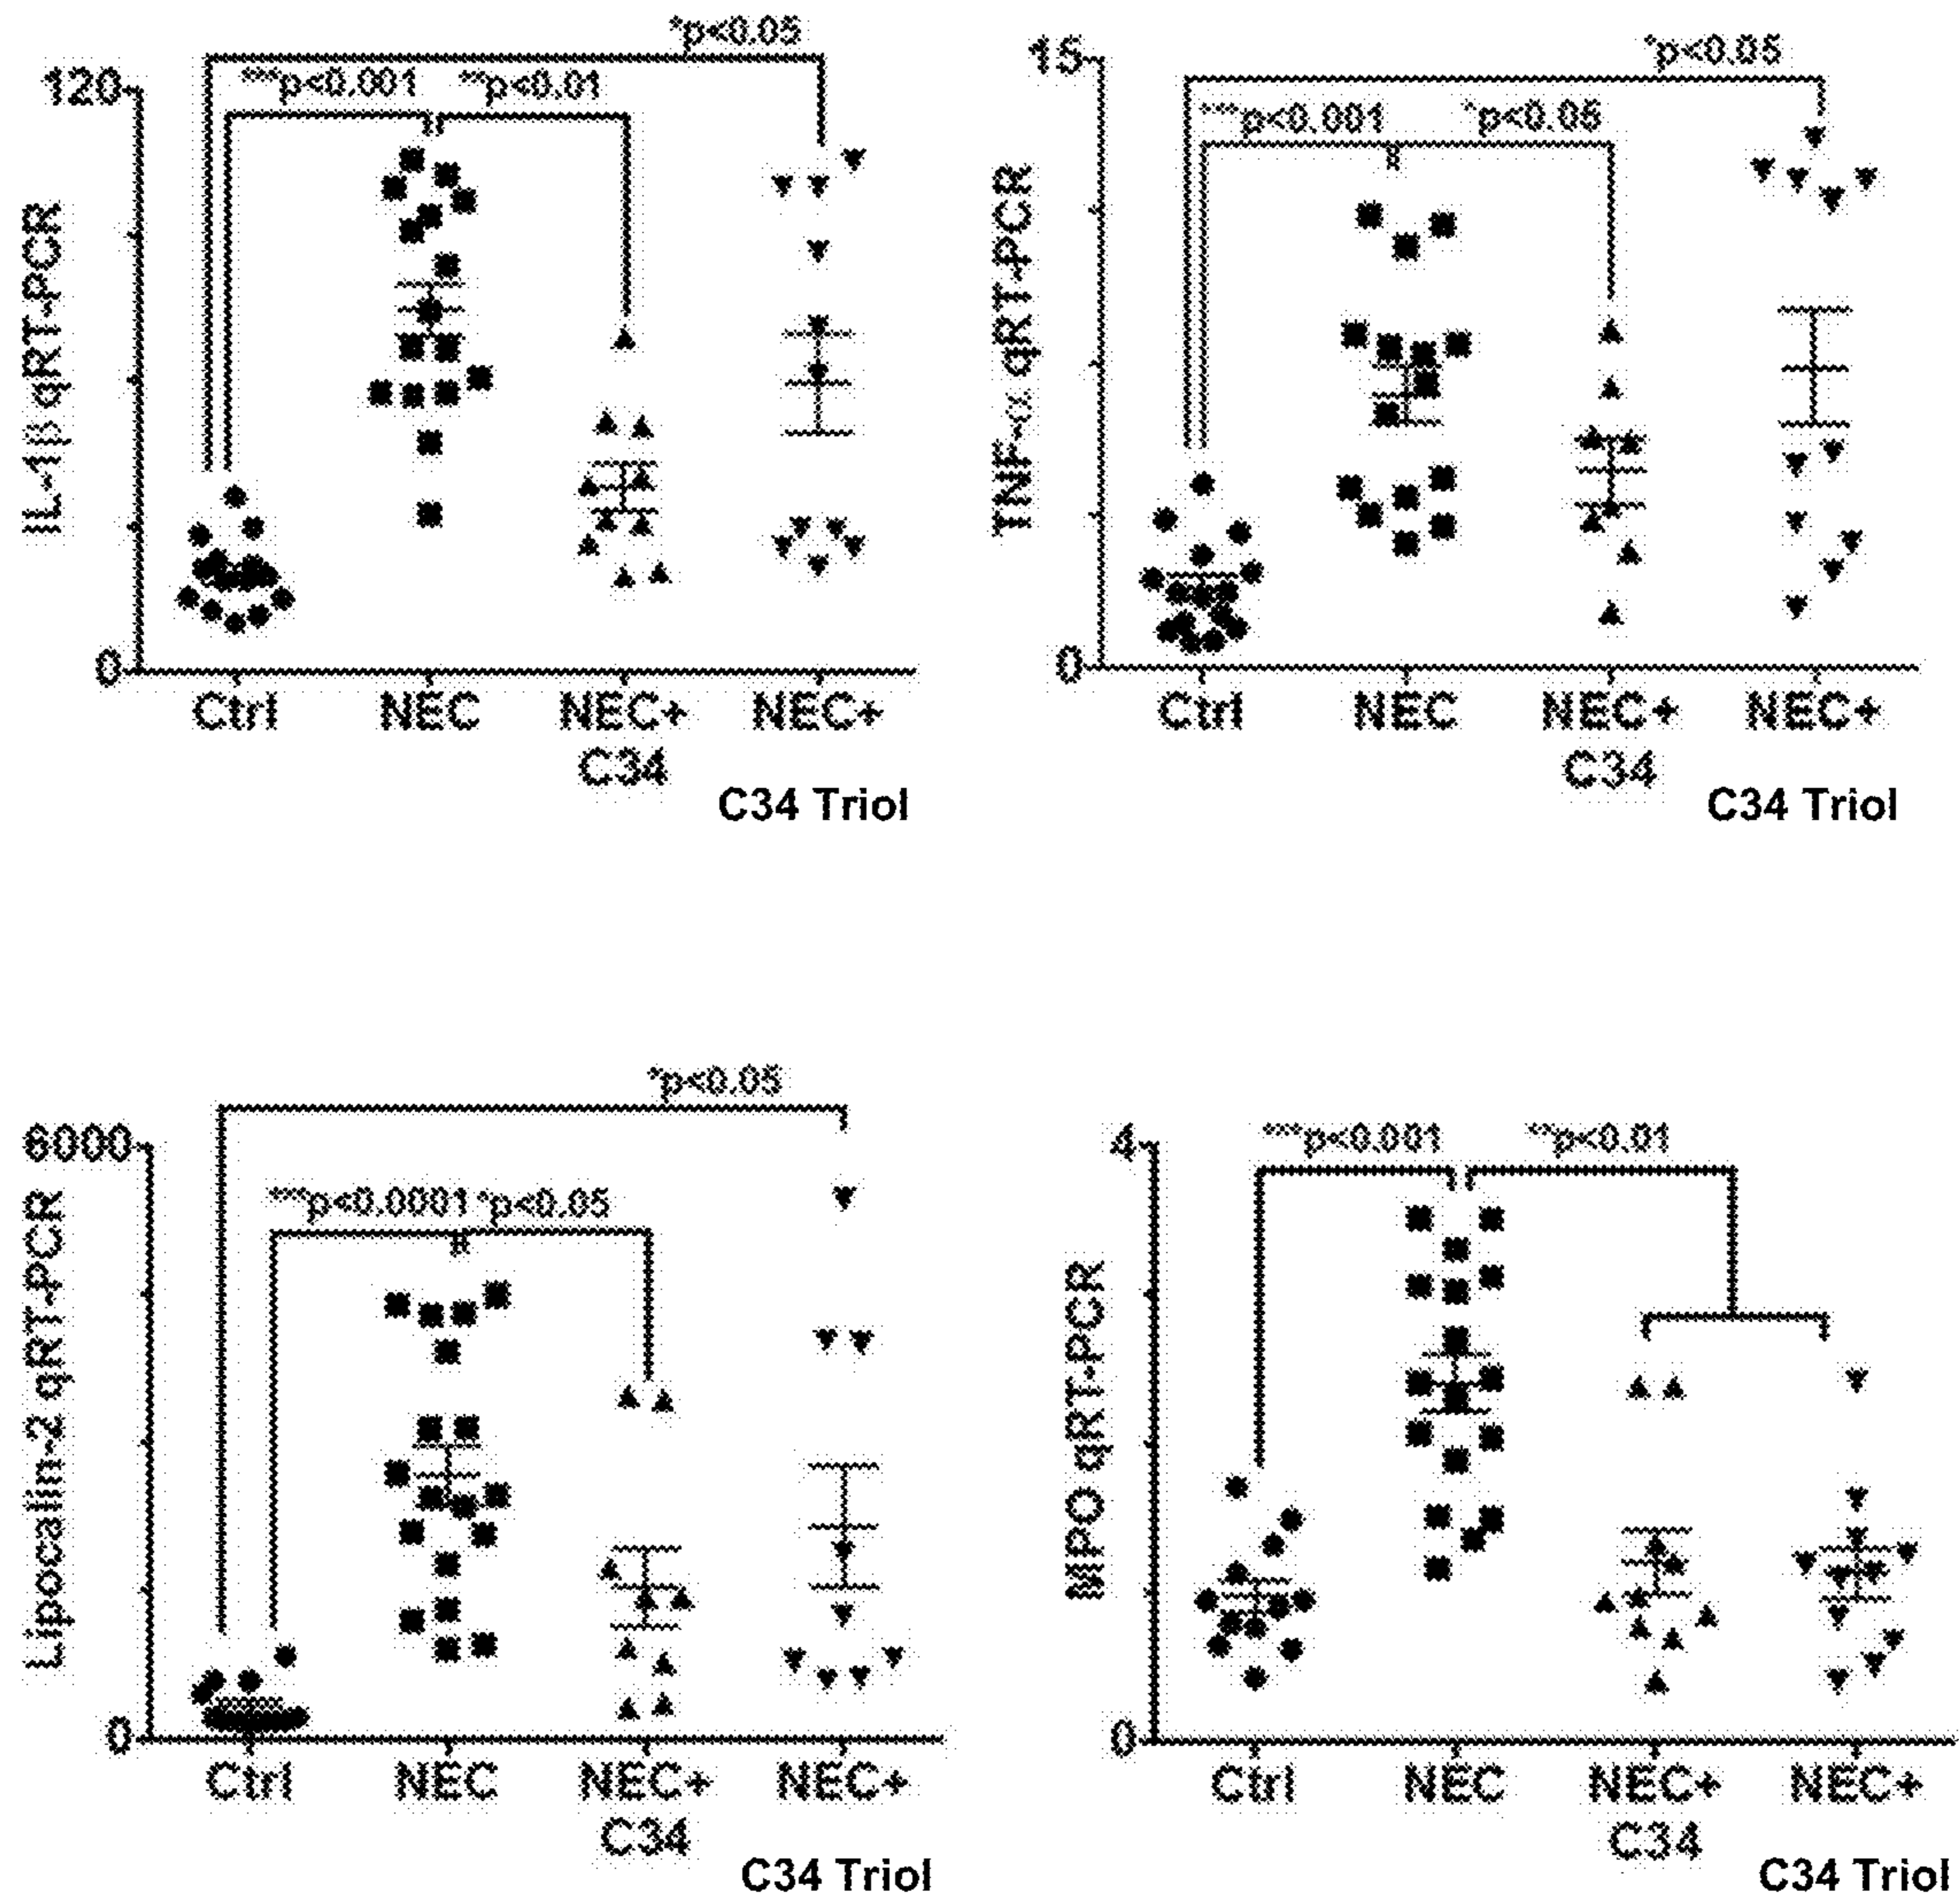 *p<0.05
120
***p<0.001 **p<0.01
IL-1β qRT-PCR
0
Ctrl NEC NEC+ NEC+
C34
C34 Triol
*p<0.05
15
***p<0.001 *p<0.05
TNF-α qRT-PCR
0
Ctrl NEC NEC+ NEC+
C34
C34 Triol
*p<0.05
6000
***p<0.0001 *p<0.05
Lipocalin-2 qRT-PCR
0
Ctrl NEC NEC+ NEC+
C34
C34 Triol
4
***p<0.001 **p<0.01
MPO qRT-PCR
0
Ctrl NEC NEC+ NEC+
C34
C34 Triol